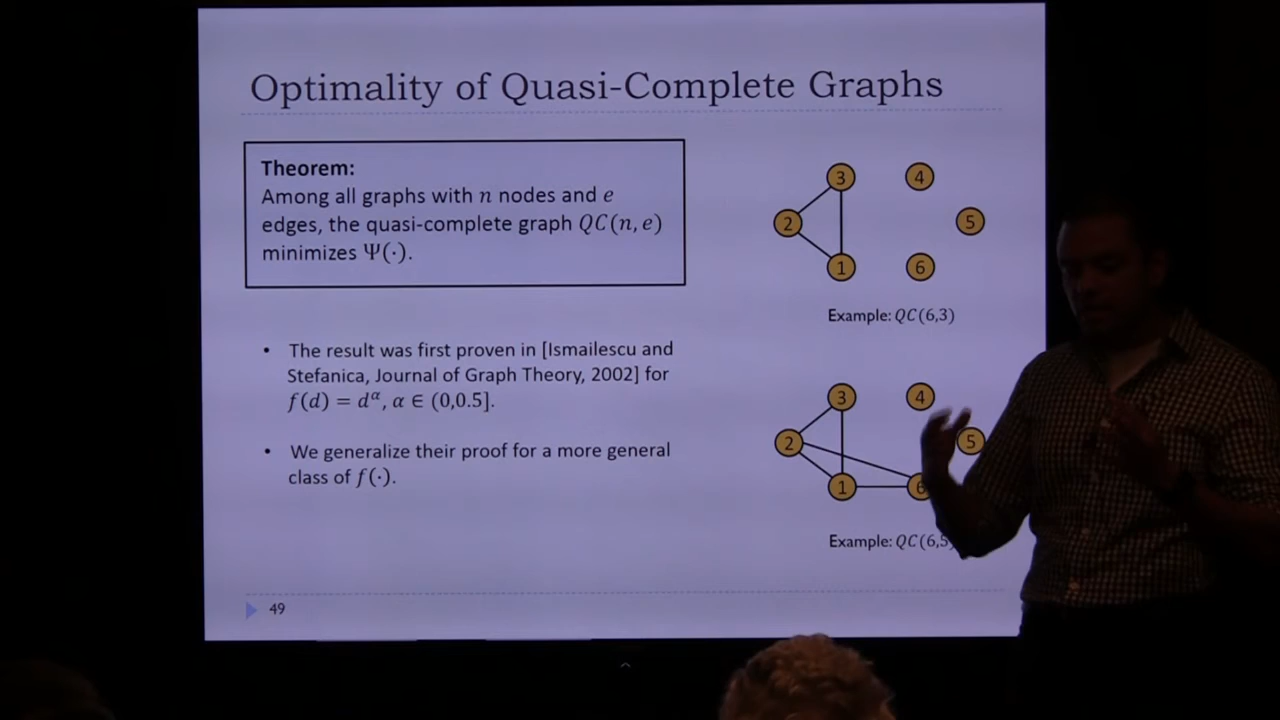 Optimality of Quasi-Complete Graphs
Theorem:
Among all graphs with n nodes and e
edges, the quasi-complete graph QC(n, e)
minimizes Ψ(·).
• The result was first proven in [Ismailescu and
Stefanica, Journal of Graph Theory, 2002] for
f(d) = d^α, α ∈ (0,0.5].
• We generalize their proof for a more general
class of f(·).
3 4
2 5
1 6
Example: QC(6,3)
3 4
2 5
1 6
Example: QC(6,5
49